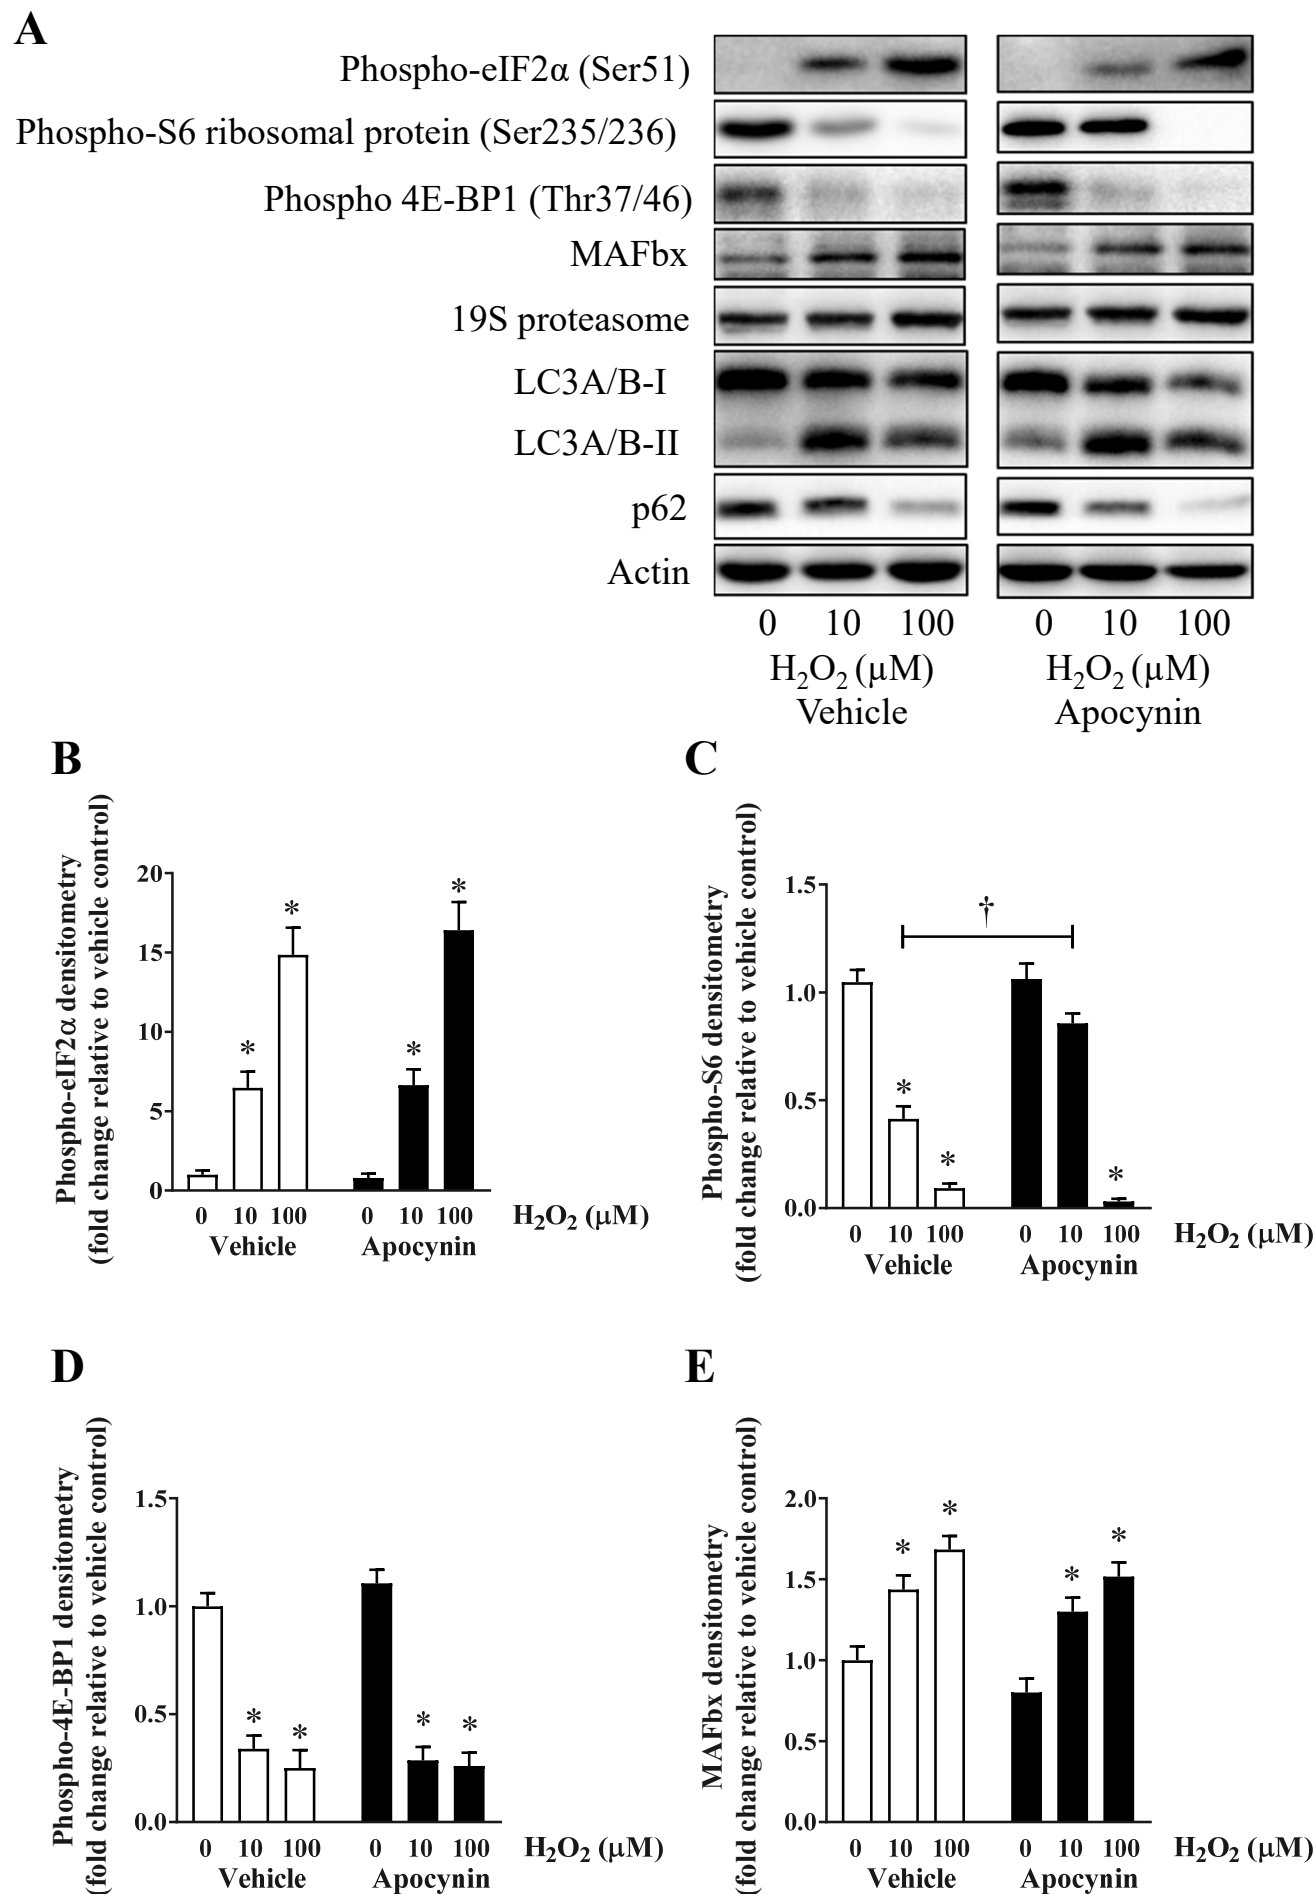 A
Phospho-eIF2α (Ser51)
Phospho-S6 ribosomal protein (Ser235/236)
Phospho 4E-BP1 (Thr37/46)
MAFbx
19S proteasome
LC3A/B-I
LC3A/B-II
p62
Actin
0 10 100 0 10 100
H₂O₂ (µM) H₂O₂ (µM)
Vehicle Apocynin
B
Phospho-eIF2α densitometry
(fold change relative to vehicle control)
20
15
10
5
0
* * * *
0 10 100 0 10 100 H₂O₂ (µM)
Vehicle Apocynin
C
Phospho-S6 densitometry
(fold change relative to vehicle control)
1.5
1.0
0.5
0.0
†
* * *
0 10 100 0 10 100 H₂O₂ (µM)
Vehicle Apocynin
D
Phospho-4E-BP1 densitometry
(fold change relative to vehicle control)
1.5
1.0
0.5
0.0
* * * *
0 10 100 0 10 100 H₂O₂ (µM)
Vehicle Apocynin
E
MAFbx densitometry
(fold change relative to vehicle control)
2.0
1.5
1.0
0.5
0.0
* * * *
0 10 100 0 10 100 H₂O₂ (µM)
Vehicle Apocynin